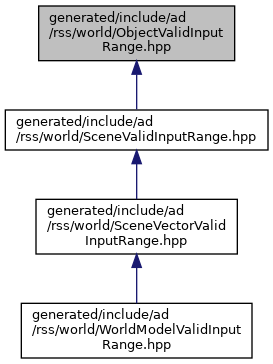 generated/include/ad
/rss/world/ObjectValidInput
Range.hpp
generated/include/ad
/rss/world/SceneValidInputRange.hpp
generated/include/ad
/rss/world/SceneVectorValid
InputRange.hpp
generated/include/ad
/rss/world/WorldModelValidInput
Range.hpp